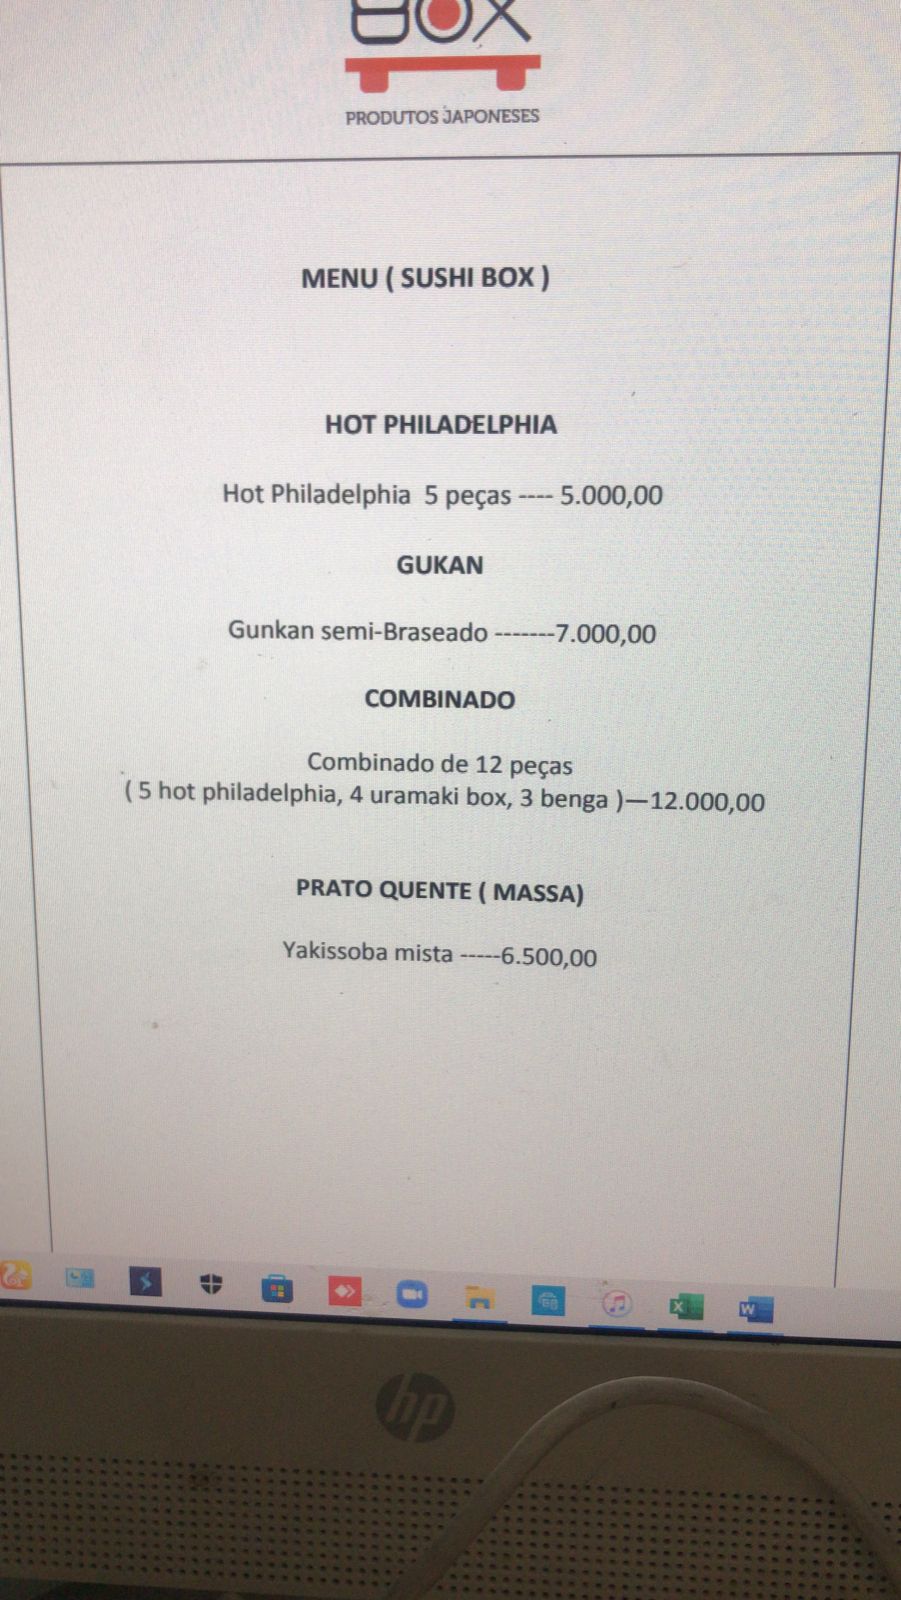 BOX
PRODUTOS JAPONESES
MENU ( SUSHI BOX )
HOT PHILADELPHIA
Hot Philadelphia 5 peças ---- 5.000,00
GUKAN
Gunkan semi-Braseado -------7.000,00
COMBINADO
Combinado de 12 peças
( 5 hot philadelphia, 4 uramaki box, 3 benga )—12.000,00
PRATO QUENTE ( MASSA)
Yakissoba mista -----6.500,00
X
W
hp